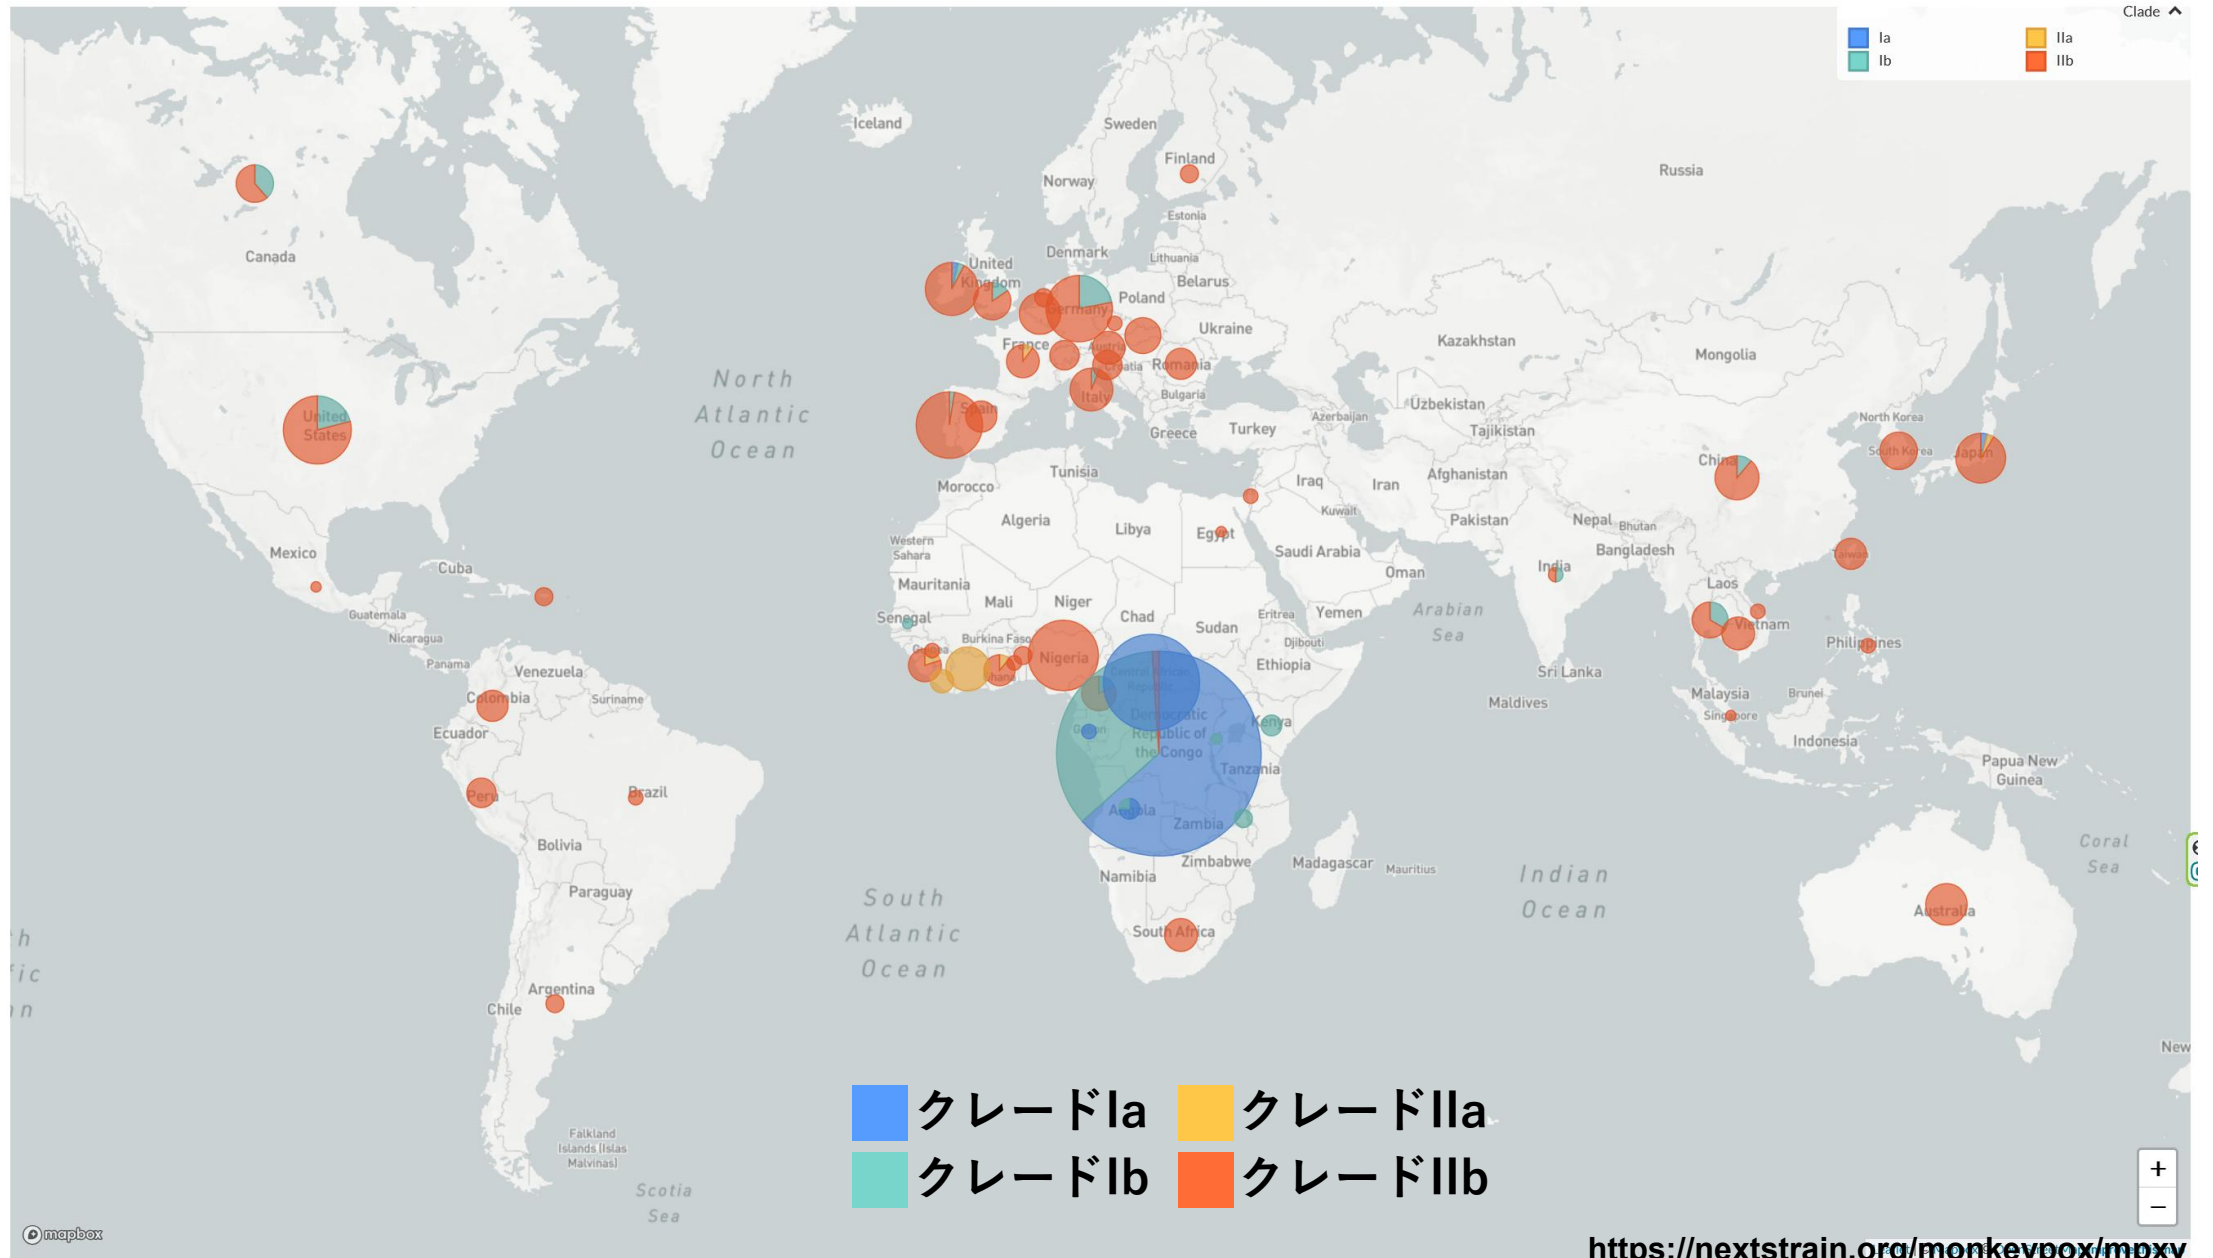 Clade
Ia
IIa
Ib
IIb
Iceland
Sweden
Finland
Norway
Russia
Estonia
Canada
Denmark
Lithuania
United
Kingdom
Belarus
Poland
Germany
Ukraine
France
Austria
Kazakhstan
Mongolia
Croatia
Romania
North
Atlantic
Ocean
Italy
Bulgaria
Spain
Uzbekistan
United
States
Azerbaijan
North Korea
Greece
Turkey
Tajikistan
South Korea
Japan
China
Tunisia
Afghanistan
Morocco
Iraq
Iran
Kuwait
Algeria
Libya
Egypt
Pakistan
Nepal
Bhutan
Western
Sahara
Saudi Arabia
Bangladesh
Taiwan
Mexico
Cuba
India
Oman
Laos
Mauritania
Mali
Niger
Chad
Eritrea
Yemen
Arabian
Sea
Guatemala
Senegal
Sudan
Vietnam
Nicaragua
Burkina Faso
Djibouti
Philippines
Panama
Nigeria
Ethiopia
Venezuela
Central African
Republic
Sri Lanka
Colombia
Suriname
Malaysia
Brunei
Maldives
Singapore
Democratic
Republic of
the Congo
Kenya
Gabon
Ecuador
Indonesia
Tanzania
Papua New
Guinea
Peru
Brazil
Angola
Zambia
Bolivia
Coral
Sea
Zimbabwe
Madagascar
Mauritius
Namibia
Indian
Ocean
Paraguay
South
Atlantic
Ocean
South Africa
Australia
Argentina
Chile
New
クレードIa
クレードIIa
クレードIb
クレードIIb
Falkland
Islands (Islas
Malvinas)
Scotia
Sea
+
−
mapbox
https://nextstrain.org/monkeypox/mpxv